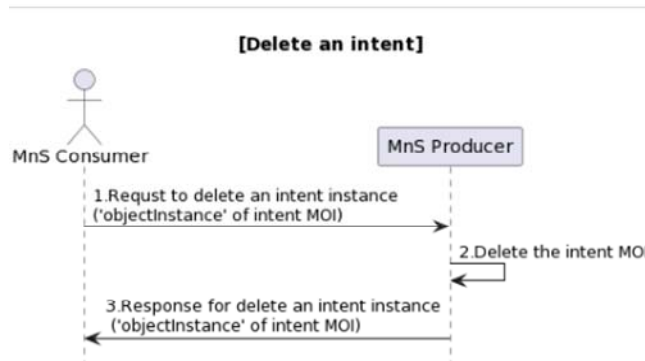 [Delete an intent]
MnS Consumer
MnS Producer
1.Requst to delete an intent instance
('objectInstance' of intent MOI)
2.Delete the intent MOI
3.Response for delete an intent instance
('objectInstance' of intent MOI)